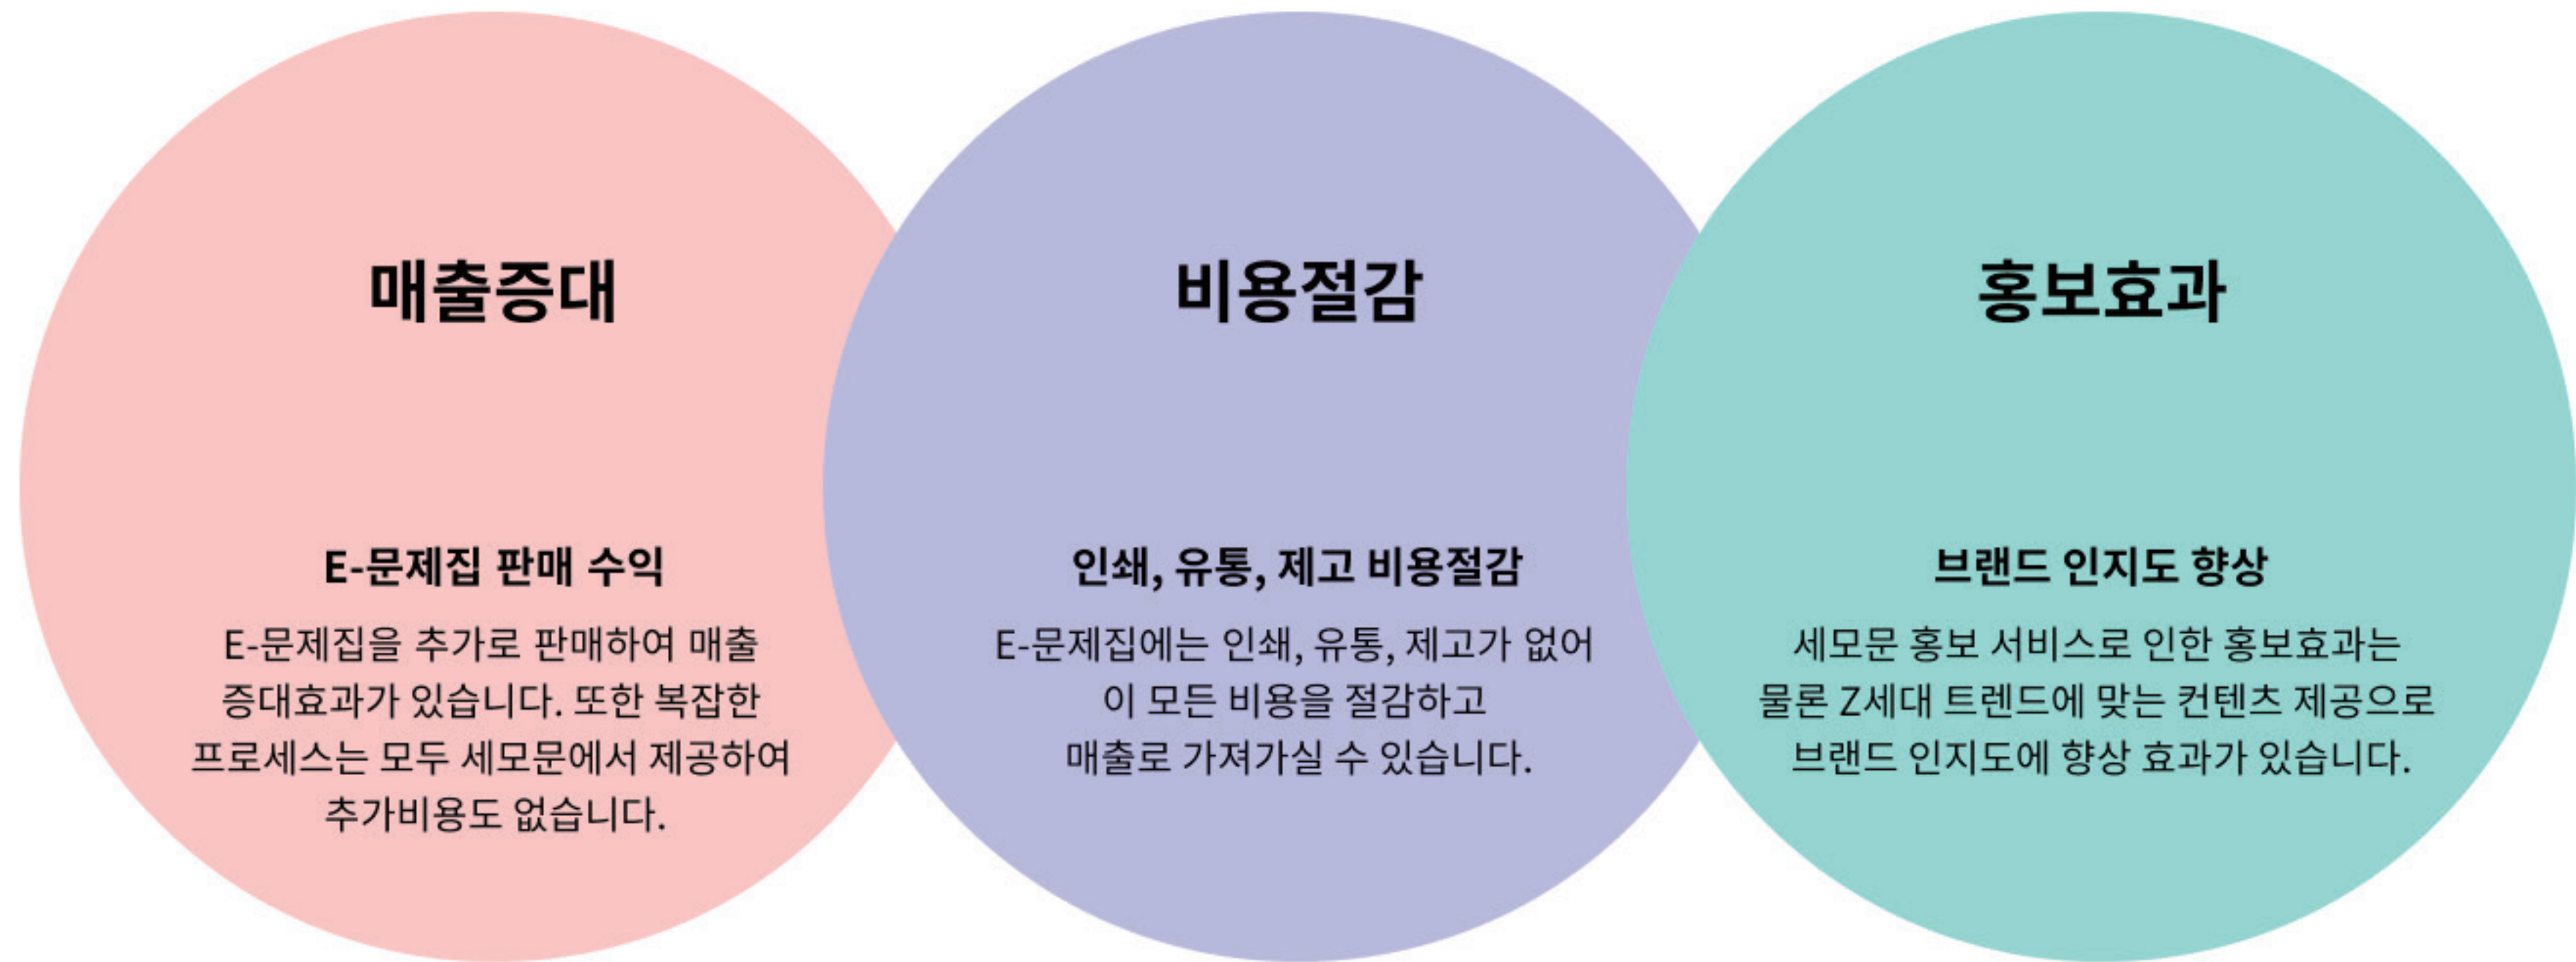 매출증대
E-문제집 판매 수익
E-문제집을 추가로 판매하여 매출
증대효과가 있습니다. 또한 복잡한
프로세스는 모두 세모문에서 제공하여
추가비용도 없습니다.
비용절감
인쇄, 유통, 제고 비용절감
E-문제집에는 인쇄, 유통, 제고가 없어
이 모든 비용을 절감하고
매출로 가져가실 수 있습니다.
홍보효과
브랜드 인지도 향상
세모문 홍보 서비스로 인한 홍보효과는
물론 Z세대 트렌드에 맞는 컨텐츠 제공으로
브랜드 인지도에 향상 효과가 있습니다.